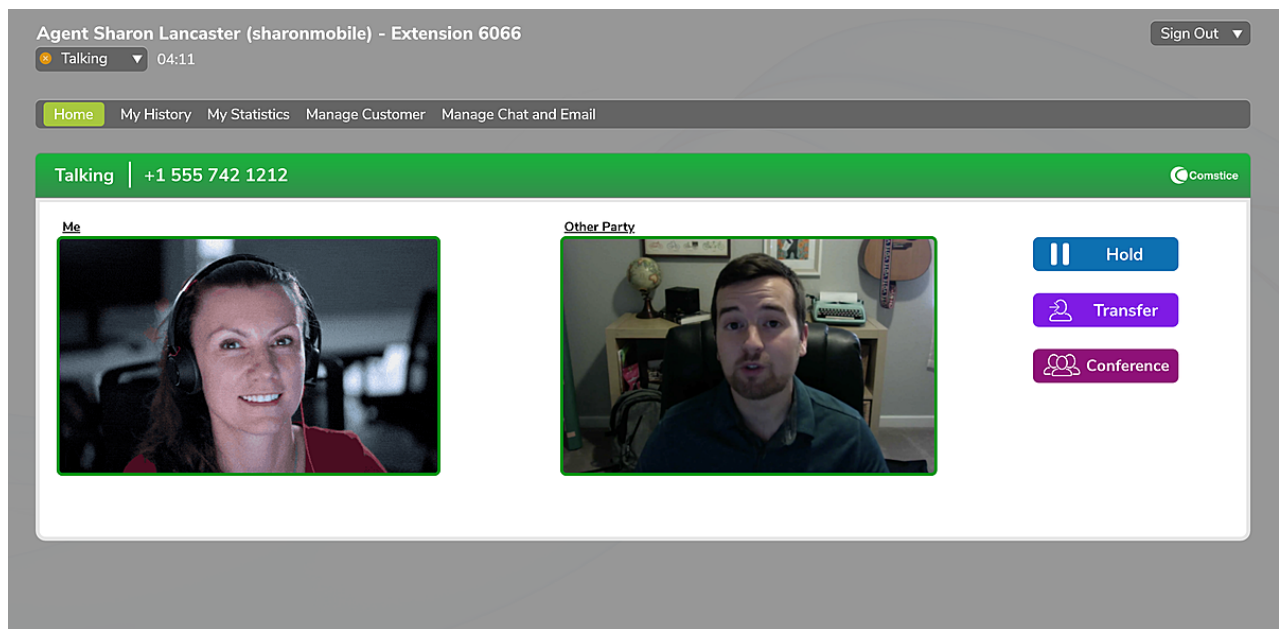 Agent Sharon Lancaster (sharonmobile) - Extension 6066
Sign Out
Talking 04:11
Home My History My Statistics Manage Customer Manage Chat and Email
Talking +1 555 742 1212 Comstice
Me
Other Party
Hold
Transfer
Conference